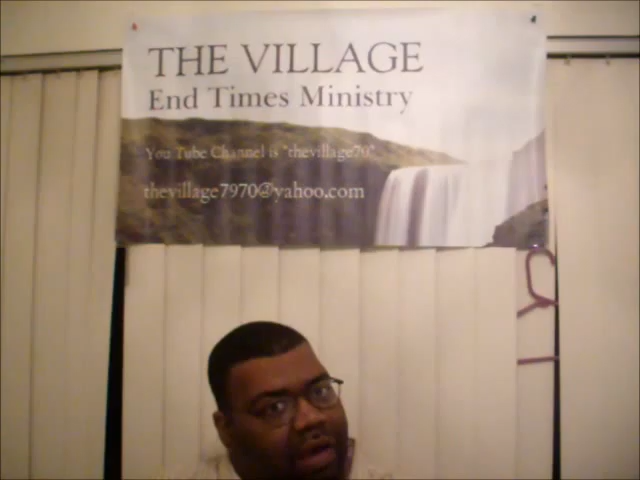 THE VILLAGE
End Times Ministry
You Tube Channel is "thevillage79"
thevillage7970@yahoo.com